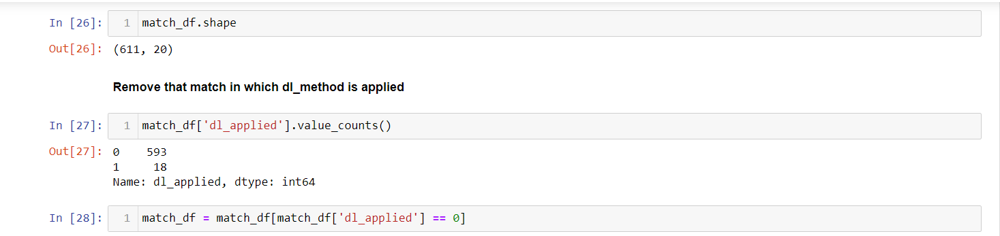 In [26]: 1 match_df.shape
Out[26]: (611, 20)
Remove that match in which dl_method is applied
In [27]: 1 match_df['dl_applied'].value_counts()
Out[27]: 0    593
1     18
Name: dl_applied, dtype: int64
In [28]: 1 match_df = match_df[match_df['dl_applied'] == 0]